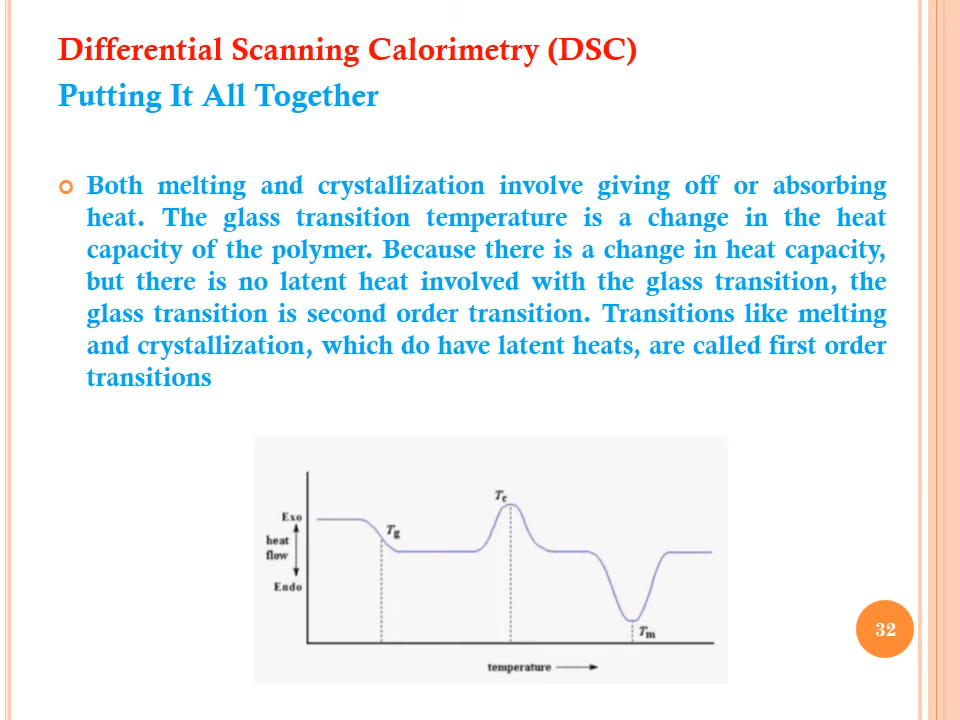 Differential Scanning Calorimetry (DSC)
Putting It All Together
Both melting and crystallization involve giving off or absorbing
heat. The glass transition temperature is a change in the heat
capacity of the polymer. Because there is a change in heat capacity,
but there is no latent heat involved with the glass transition, the
glass transition is second order transition. Transitions like melting
and crystallization, which do have latent heats, are called first order
transitions
Tc
Exo
Tg
heat
flow
Endo
Tm
temperature
32